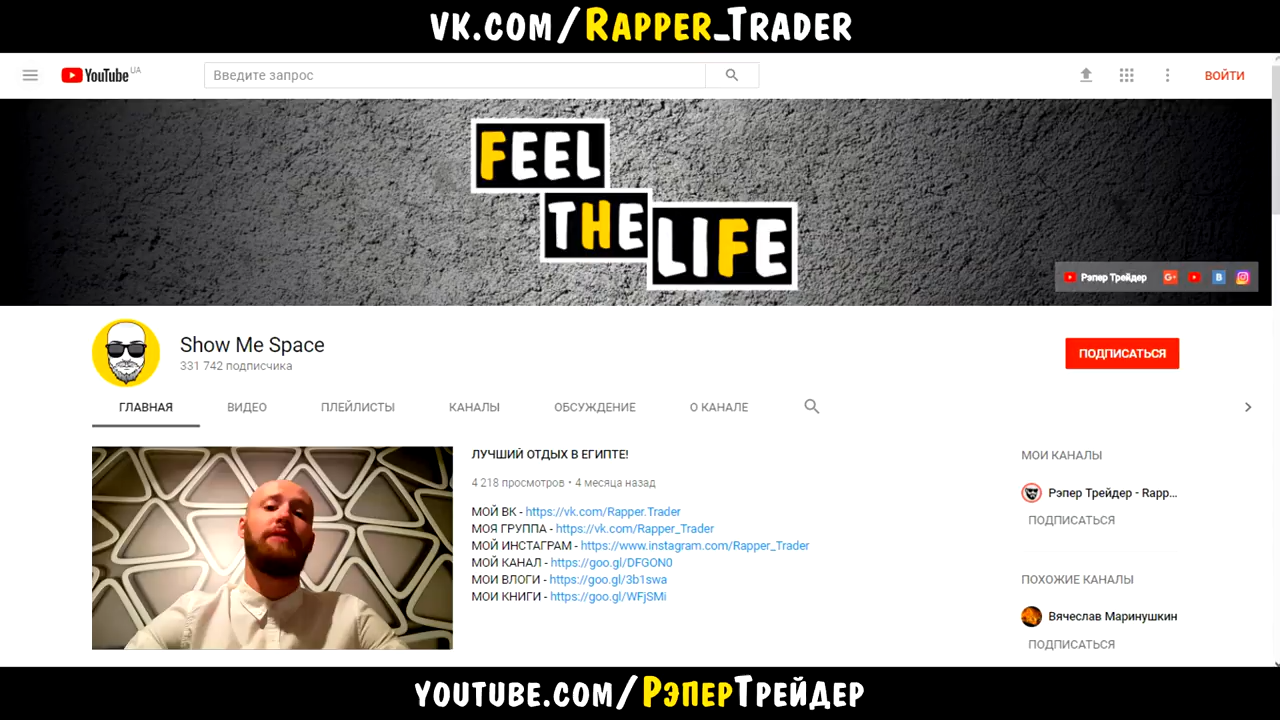 VK.COM/RAPPER_TRADER
YouTube UA
Введите запрос
ВОЙТИ
FEEL
THE
LIFE
Рэпер Трейдер
Show Me Space
331 742 подписчика
ПОДПИСАТЬСЯ
ГЛАВНАЯ
ВИДЕО
ПЛЕЙЛИСТЫ
КАНАЛЫ
ОБСУЖДЕНИЕ
О КАНАЛЕ
ЛУЧШИЙ ОТДЫХ В ЕГИПТЕ!
4 218 просмотров • 4 месяца назад
МОЙ ВК - https://vk.com/Rapper.Trader
МОЯ ГРУППА - https://vk.com/Rapper_Trader
МОЙ ИНСТАГРАМ - https://www.instagram.com/Rapper_Trader
МОЙ КАНАЛ - https://goo.gl/DFGON0
МОИ ВЛОГИ - https://goo.gl/3b1swa
МОИ КНИГИ - https://goo.gl/WFjSMi
МОИ КАНАЛЫ
Рэпер Трейдер - Rapp...
ПОДПИСАТЬСЯ
ПОХОЖИЕ КАНАЛЫ
Вячеслав Маринушкин
ПОДПИСАТЬСЯ
YOUTUBE.COM/РЭПЕРТРЕЙДЕР